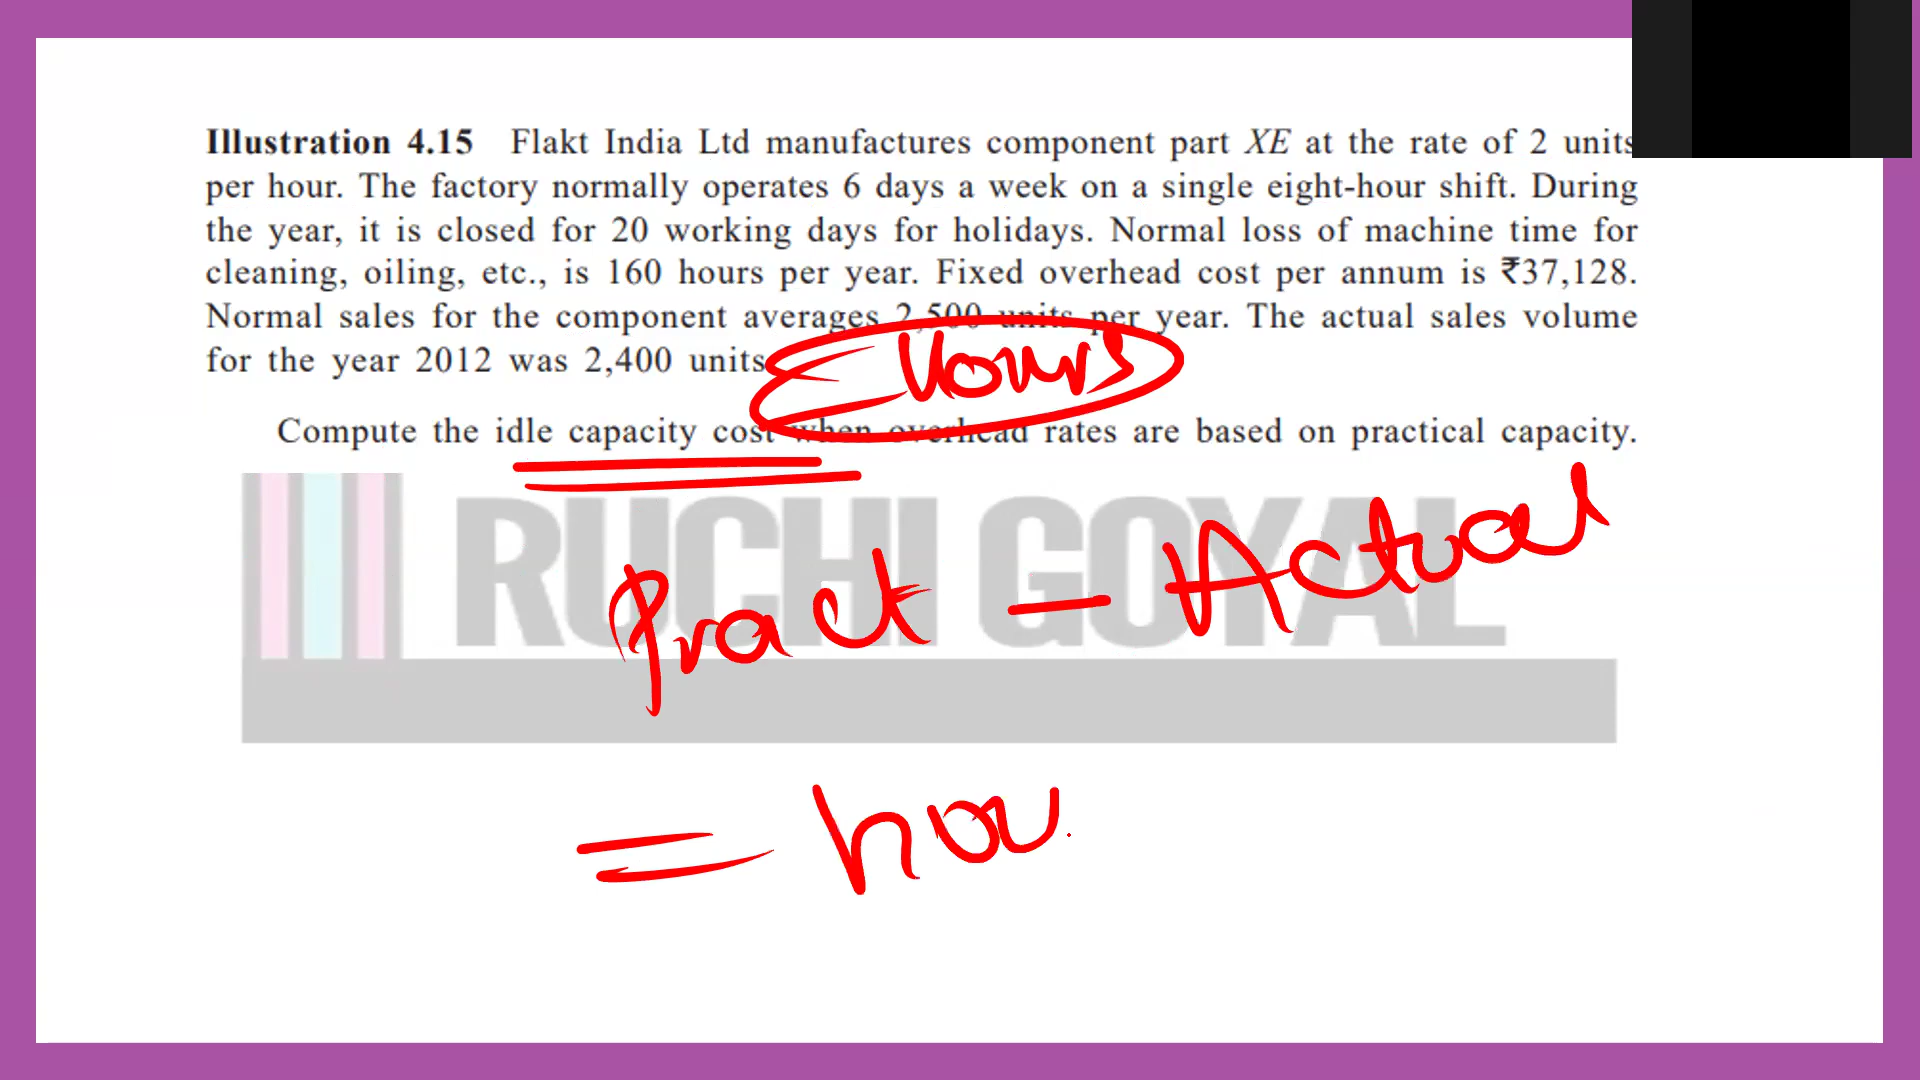 Illustration 4.15 Flakt India Ltd manufactures component part XE at the rate of 2 units
per hour. The factory normally operates 6 days a week on a single eight-hour shift. During
the year, it is closed for 20 working days for holidays. Normal loss of machine time for
cleaning, oiling, etc., is 160 hours per year. Fixed overhead cost per annum is ₹37,128.
Normal sales for the component averages 2,500 units per year. The actual sales volume
for the year 2012 was 2,400 units
Hours
Compute the idle capacity cost when overhead rates are based on practical capacity.
RUCHI GOYAL
Pract - Actual
= hou